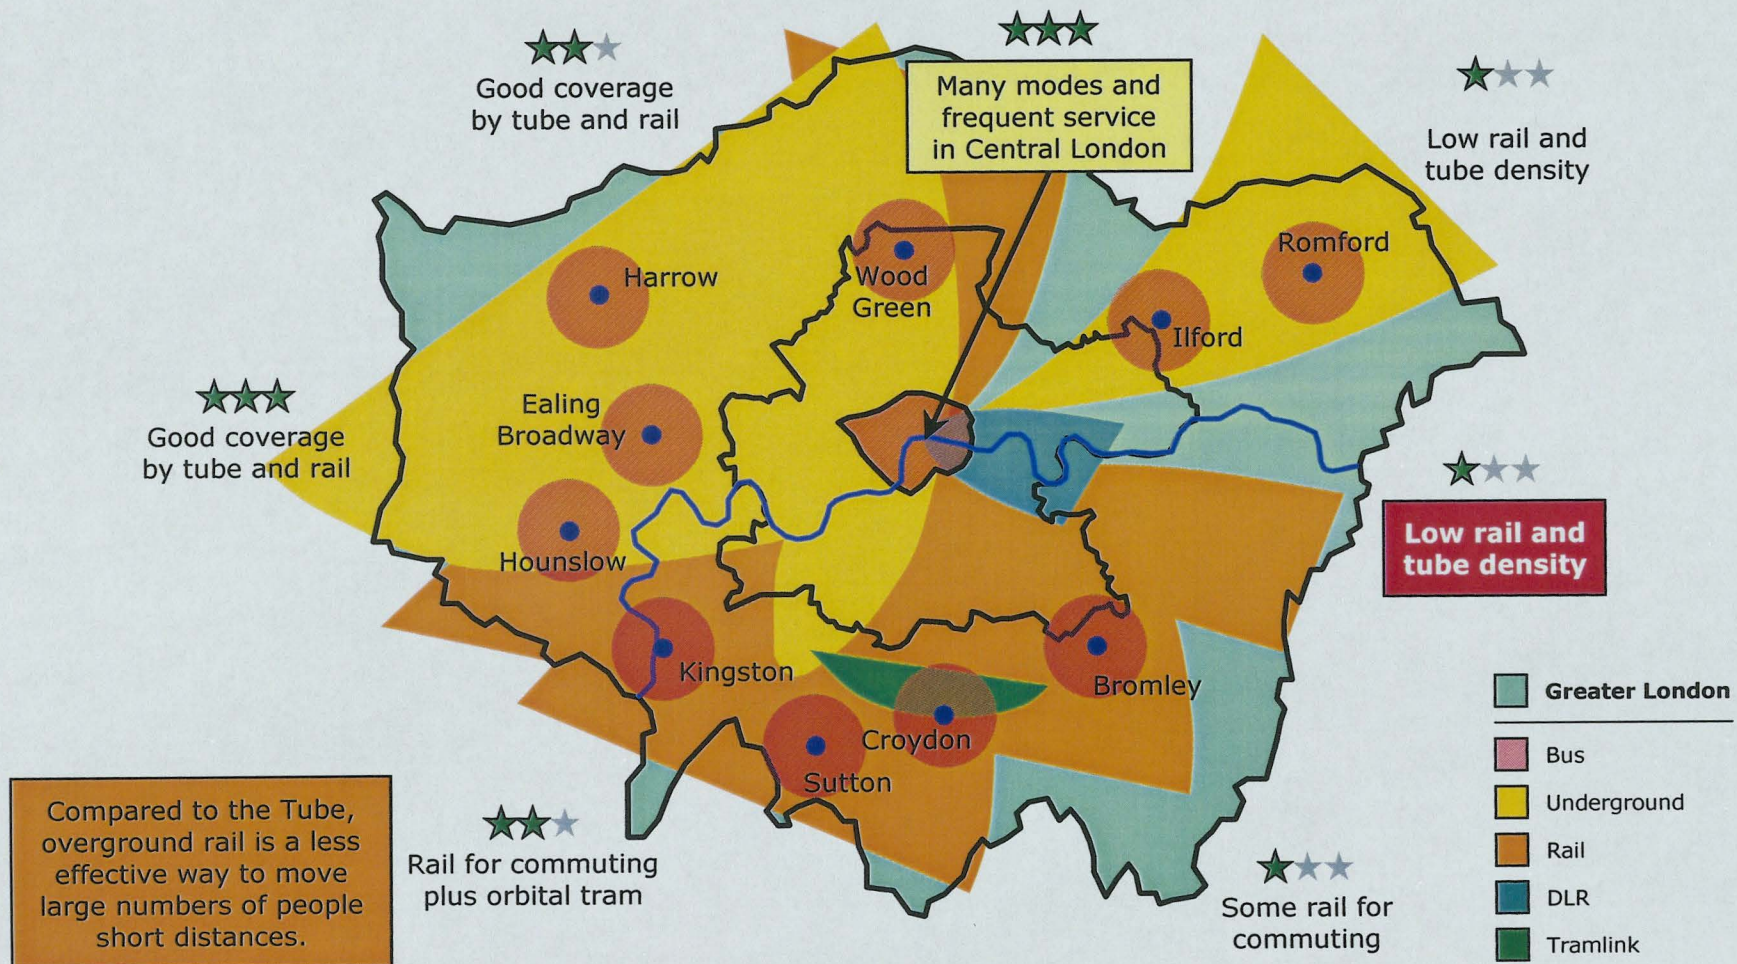 Good coverage
by tube and rail
Many modes and
frequent service
in Central London
Low rail and
tube density
Harrow
Wood
Green
Romford
Ilford
Good coverage
by tube and rail
Ealing
Broadway
Hounslow
Low rail and
tube density
Kingston
Bromley
Croydon
Sutton
Compared to the Tube,
overground rail is a less
effective way to move
large numbers of people
short distances.
Rail for commuting
plus orbital tram
Some rail for
commuting
Greater London
Bus
Underground
Rail
DLR
Tramlink